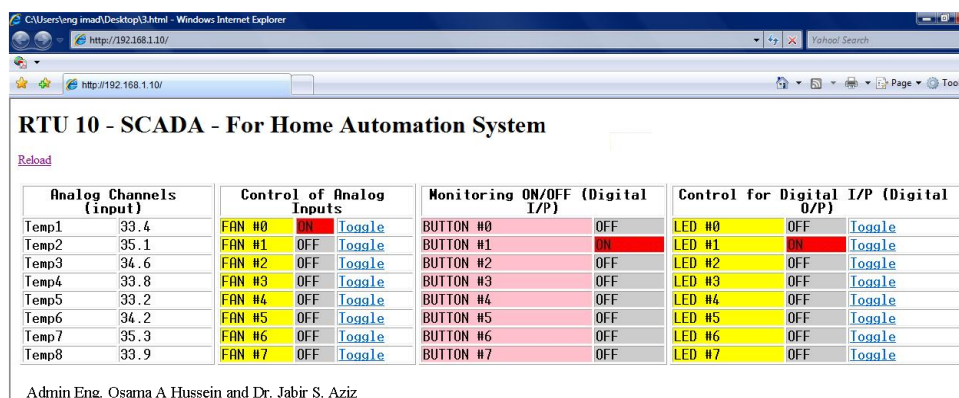 C:\Users\eng imad\Desktop\3.html - Windows Internet Explorer
http://192.168.1.10/
Yahoo! Search
http://192.168.1.10/
Page Too
RTU 10 - SCADA - For Home Automation System
Reload
Analog Channels (input) Control of Analog Inputs Monitoring ON/OFF (Digital I/P) Control for Digital I/P (Digital O/P)
Temp1 33.4 FAN #0 ON Toggle BUTTON #0 OFF LED #0 OFF Toggle
Temp2 35.1 FAN #1 OFF Toggle BUTTON #1 ON LED #1 ON Toggle
Temp3 34.6 FAN #2 OFF Toggle BUTTON #2 OFF LED #2 OFF Toggle
Temp4 33.8 FAN #3 OFF Toggle BUTTON #3 OFF LED #3 OFF Toggle
Temp5 33.2 FAN #4 OFF Toggle BUTTON #4 OFF LED #4 OFF Toggle
Temp6 34.2 FAN #5 OFF Toggle BUTTON #5 OFF LED #5 OFF Toggle
Temp7 35.3 FAN #6 OFF Toggle BUTTON #6 OFF LED #6 OFF Toggle
Temp8 33.9 FAN #7 OFF Toggle BUTTON #7 OFF LED #7 OFF Toggle
Admin Eng. Osama A Hussein and Dr. Jabir S. Aziz